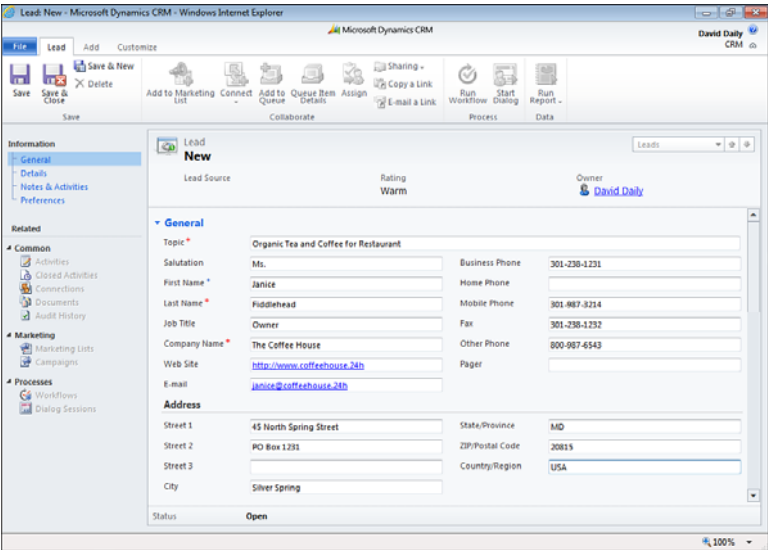 Lead: New - Microsoft Dynamics CRM - Windows Internet Explorer
Microsoft Dynamics CRM
David Daily
CRM
File Lead Add Customize
Save
Save & Close
Save & New
Delete
Save
Add to Marketing List
Connect
Add to Queue
Queue Item Details
Assign
Sharing
Copy a Link
E-mail a Link
Collaborate
Run Workflow
Start Dialog
Process
Run Report
Data
Information
General
Details
Notes & Activities
Preferences
Related
Common
Activities
Closed Activities
Connections
Documents
Audit History
Marketing
Marketing Lists
Campaigns
Processes
Workflows
Dialog Sessions
Lead
New
Leads
Lead Source
Rating
Warm
Owner
David Daily
General
Topic * Organic Tea and Coffee for Restaurant
Salutation Ms. Business Phone 301-238-1231
First Name * Janice Home Phone
Last Name * Fiddlehead Mobile Phone 301-987-3214
Job Title Owner Fax 301-238-1232
Company Name * The Coffee House Other Phone 800-987-6543
Web Site http://www.coffeehouse.24h Pager
E-mail janice@coffeehouse.24h
Address
Street 1 45 North Spring Street State/Province MD
Street 2 PO Box 1231 ZIP/Postal Code 20815
Street 3 Country/Region USA
City Silver Spring
Status Open
100%